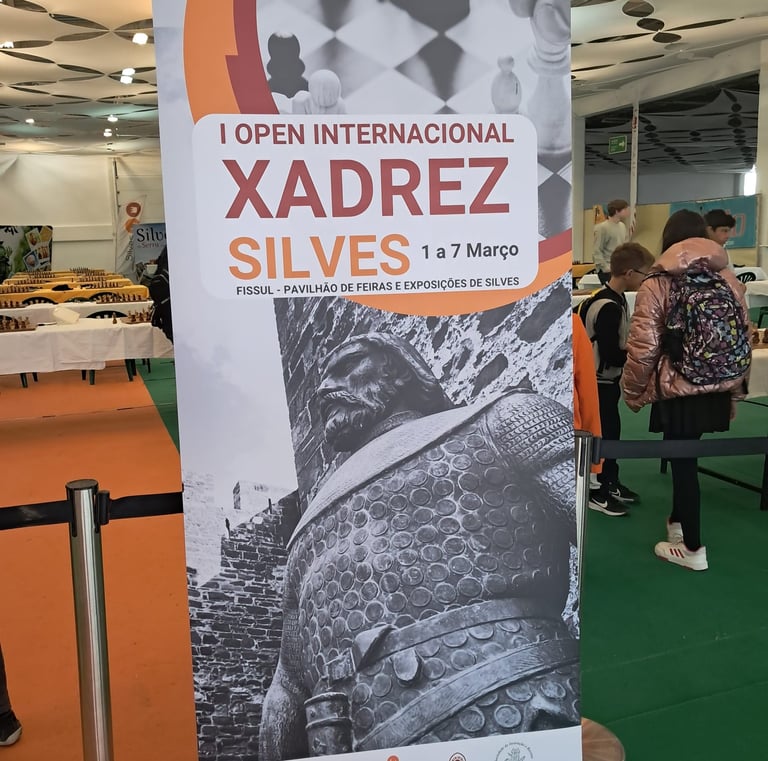 I OPEN INTERNACIONAL
XADREZ
SILVES 1 a 7 Março
FISSUL - PAVILHÃO DE FEIRAS E EXPOSIÇÕES DE SILVES